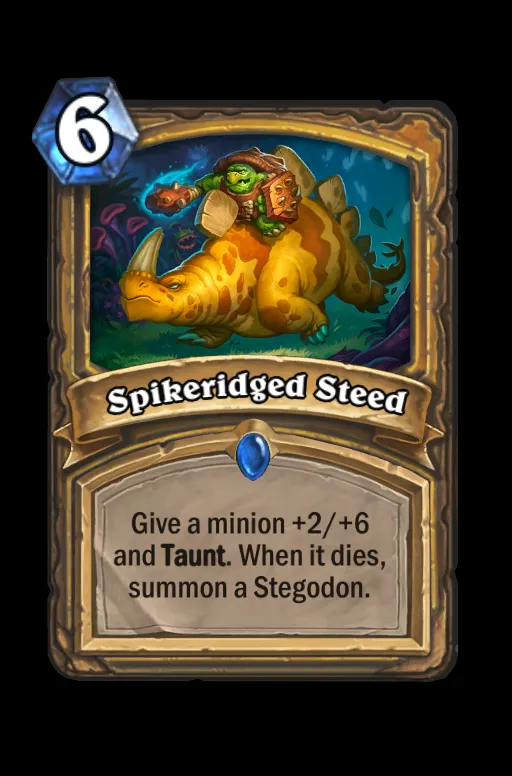 6
Spikeridged Steed
Give a minion +2/+6
and Taunt. When it dies,
summon a Stegodon.